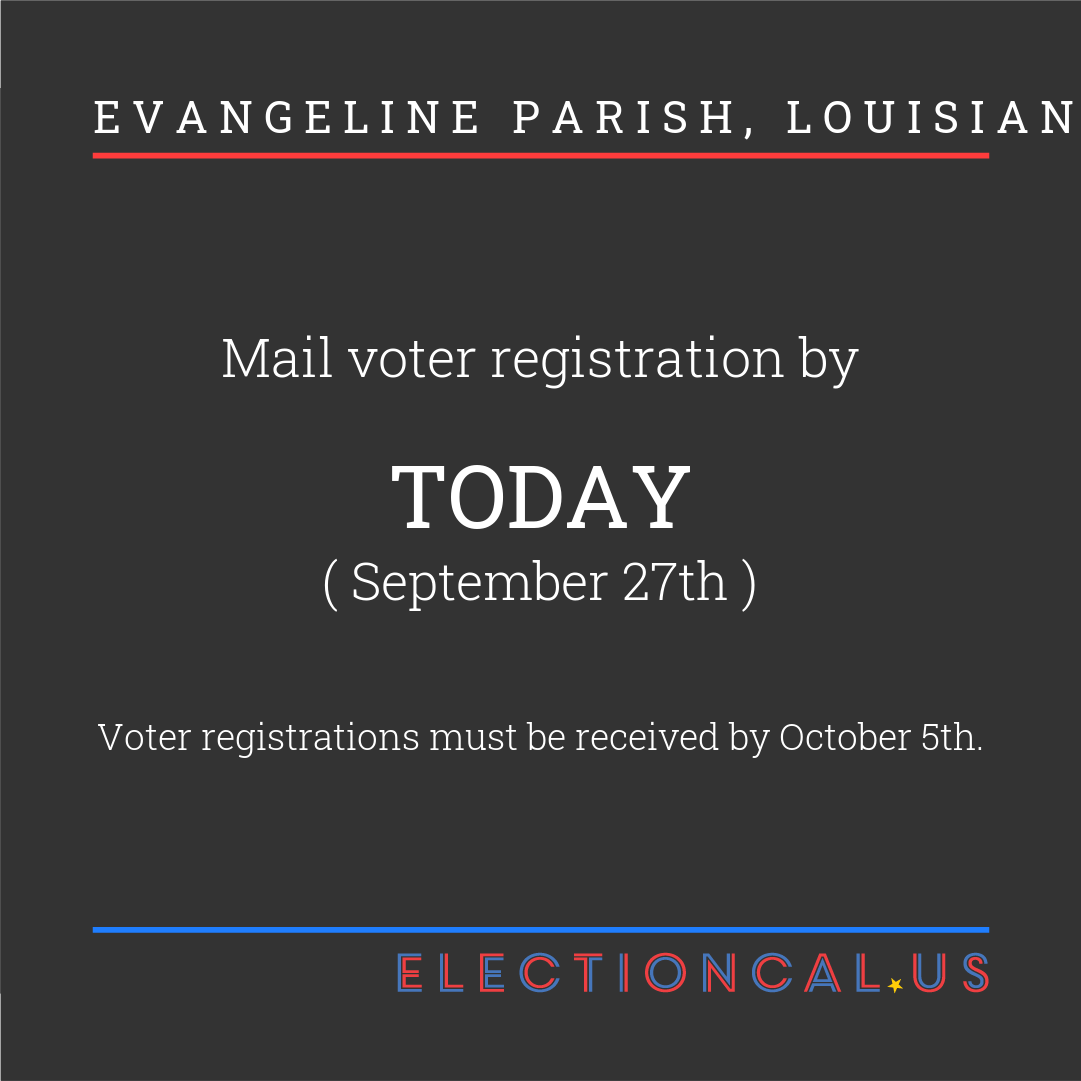 EVANGELINE PARISH, LOUISIAN
Mail voter registration by
TODAY
( September 27th )
Voter registrations must be received by October 5th.
ELECTIONCAL.US